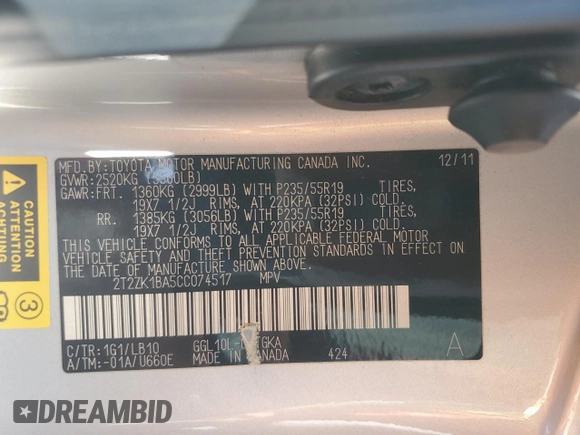 MFD.BY:TOYOTA MOTOR MANUFACTURING CANADA INC. 12/11
GVWR:2520KG
GAWR:FRT. 1360KG (2999LB) WITH P235/55R19 TIRES,
19X7 1/2J RIMS, AT 220KPA (32PSI) COLD.
RR. 1385KG (3056LB) WITH P235/55R19 TIRES,
19X7 1/2J RIMS, AT 220KPA (32PSI) COLD.
THIS VEHICLE CONFORMS TO ALL APPLICABLE FEDERAL MOTOR
VEHICLE SAFETY AND THEFT PREVENTION STANDARDS IN EFFECT ON
THE DATE OF MANUFACTURE SHOWN ABOVE.
2T2ZK1BA5CC074517 MPV
C/TR:1G1/LB10
A/TM:-01A/U660E
MADE IN CANADA 424
A
CAUTION
ATTENTION
ACHTUNG
3
DREAMBID